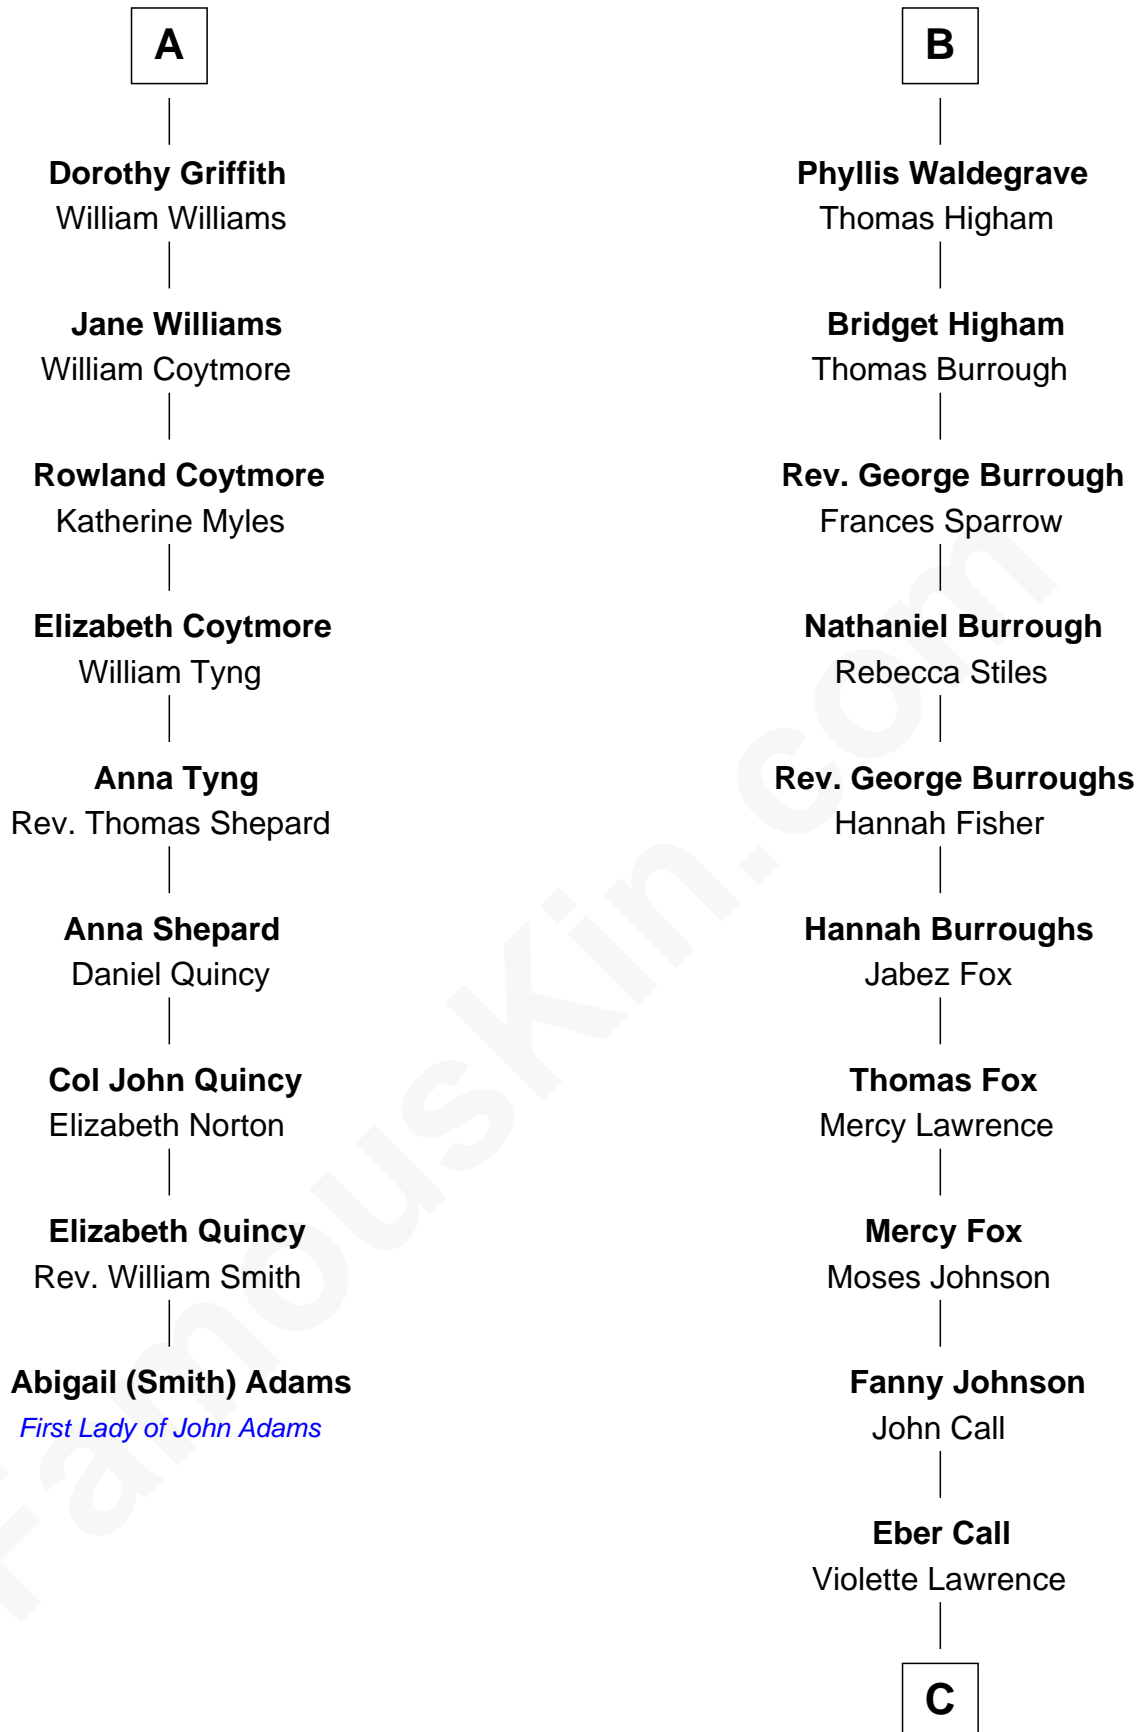 A
Dorothy Griffith
William Williams
Jane Williams
William Coytmore
Rowland Coytmore
Katherine Myles
Elizabeth Coytmore
William Tyng
Anna Tyng
Rev. Thomas Shepard
Anna Shepard
Daniel Quincy
Col John Quincy
Elizabeth Norton
Elizabeth Quincy
Rev. William Smith
Abigail (Smith) Adams
First Lady of John Adams
B
Phyllis Waldegrave
Thomas Higham
Bridget Higham
Thomas Burrough
Rev. George Burrough
Frances Sparrow
Nathaniel Burrough
Rebecca Stiles
Rev. George Burroughs
Hannah Fisher
Hannah Burroughs
Jabez Fox
Thomas Fox
Mercy Lawrence
Mercy Fox
Moses Johnson
Fanny Johnson
John Call
Eber Call
Violette Lawrence
C
FamousKin.com